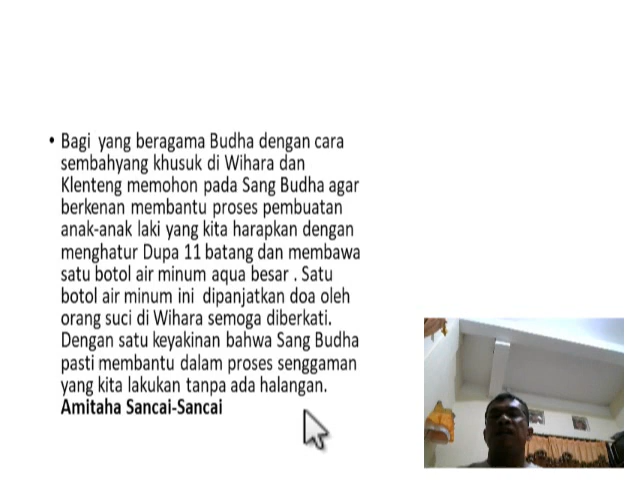 • Bagi yang beragama Budha dengan cara
sembahyang khusuk di Wihara dan
Klenteng memohon pada Sang Budha agar
berkenan membantu proses pembuatan
anak-anak laki yang kita harapkan dengan
menghatur Dupa 11 batang dan membawa
satu botol air minum aqua besar . Satu
botol air minum ini dipanjatkan doa oleh
orang suci di Wihara semoga diberkati.
Dengan satu keyakinan bahwa Sang Budha
pasti membantu dalam proses senggaman
yang kita lakukan tanpa ada halangan.
Amitaha Sancai-Sancai